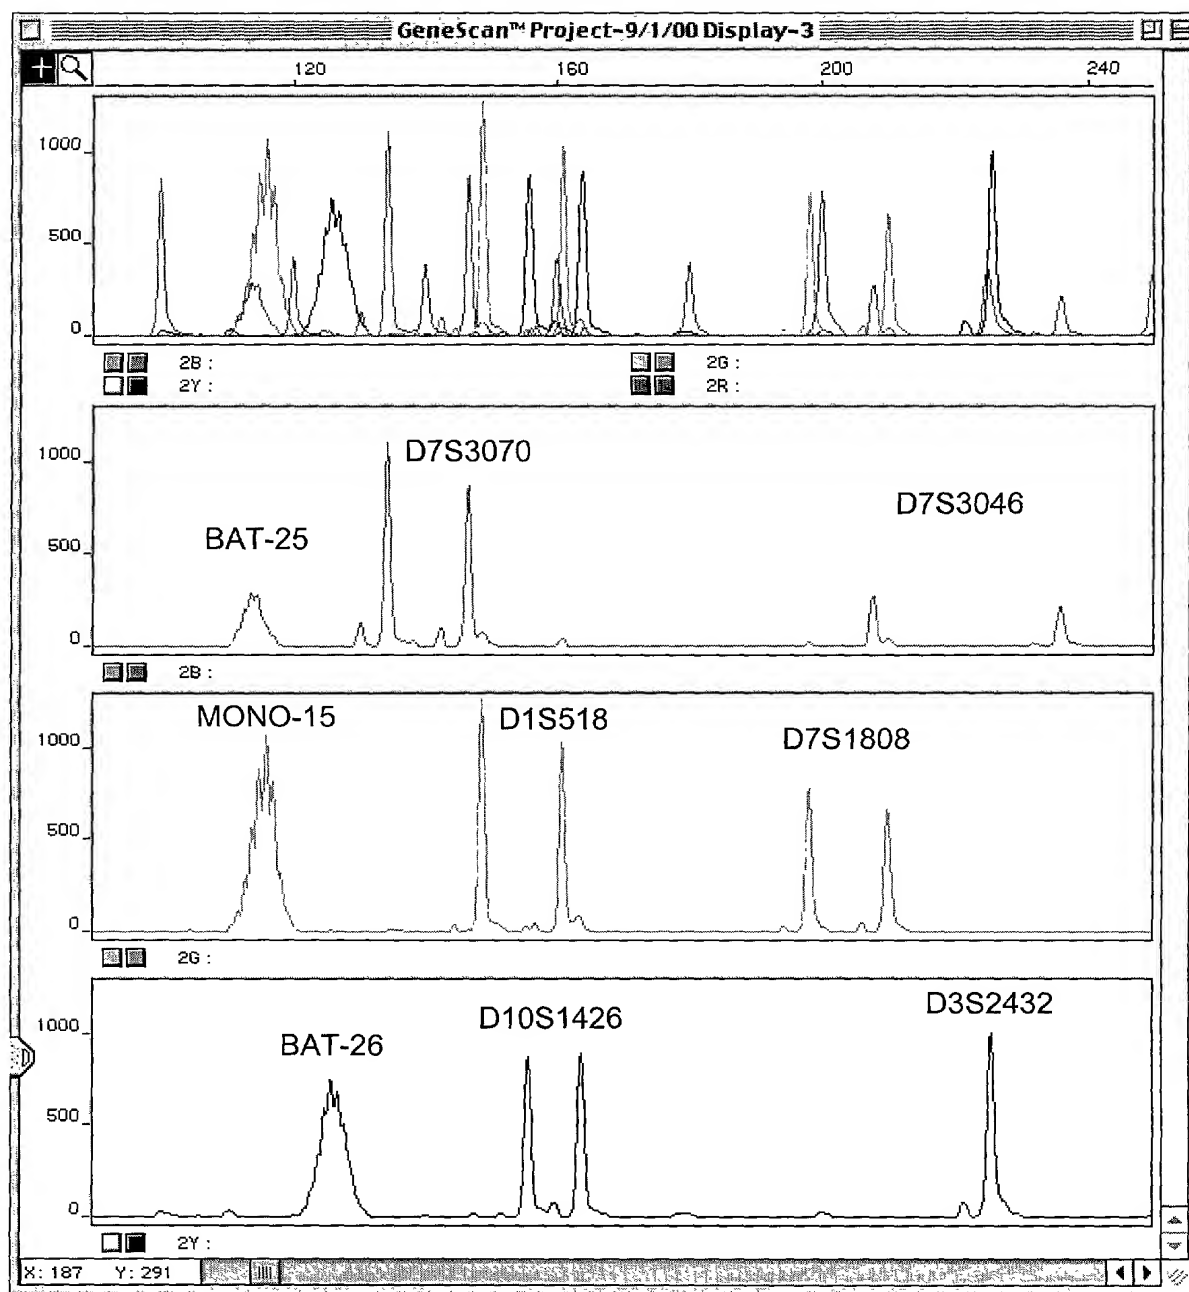 GeneScan™ Project-9/1/00 Display-3
120 160 200 240
1000
500
0
2B : 2G :
2Y : 2R :
1000
500
0
BAT-25
D7S3070
D7S3046
2B :
1000
500
0
MONO-15
D1S518
D7S1808
2G :
1000
500
0
BAT-26
D10S1426
D3S2432
2Y :
X: 187 Y: 291